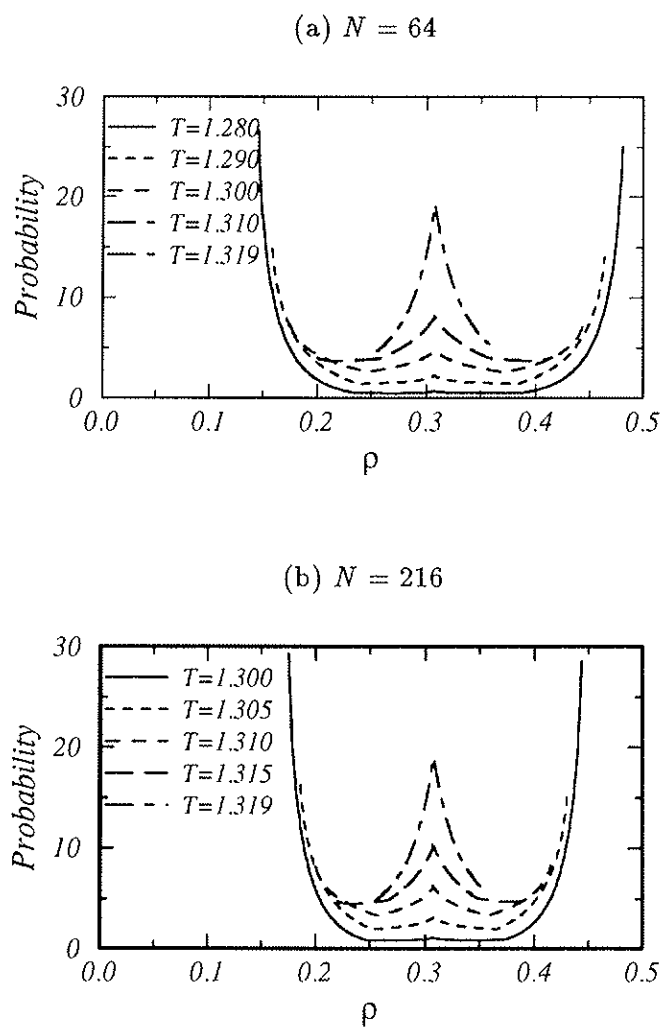 (a) N = 64
30
20
10
0
Probability
T=1.280
T=1.290
T=1.300
T=1.310
T=1.319
0.0 0.1 0.2 0.3 0.4 0.5
ρ
(b) N = 216
30
20
10
0
Probability
T=1.300
T=1.305
T=1.310
T=1.315
T=1.319
0.0 0.1 0.2 0.3 0.4 0.5
ρ